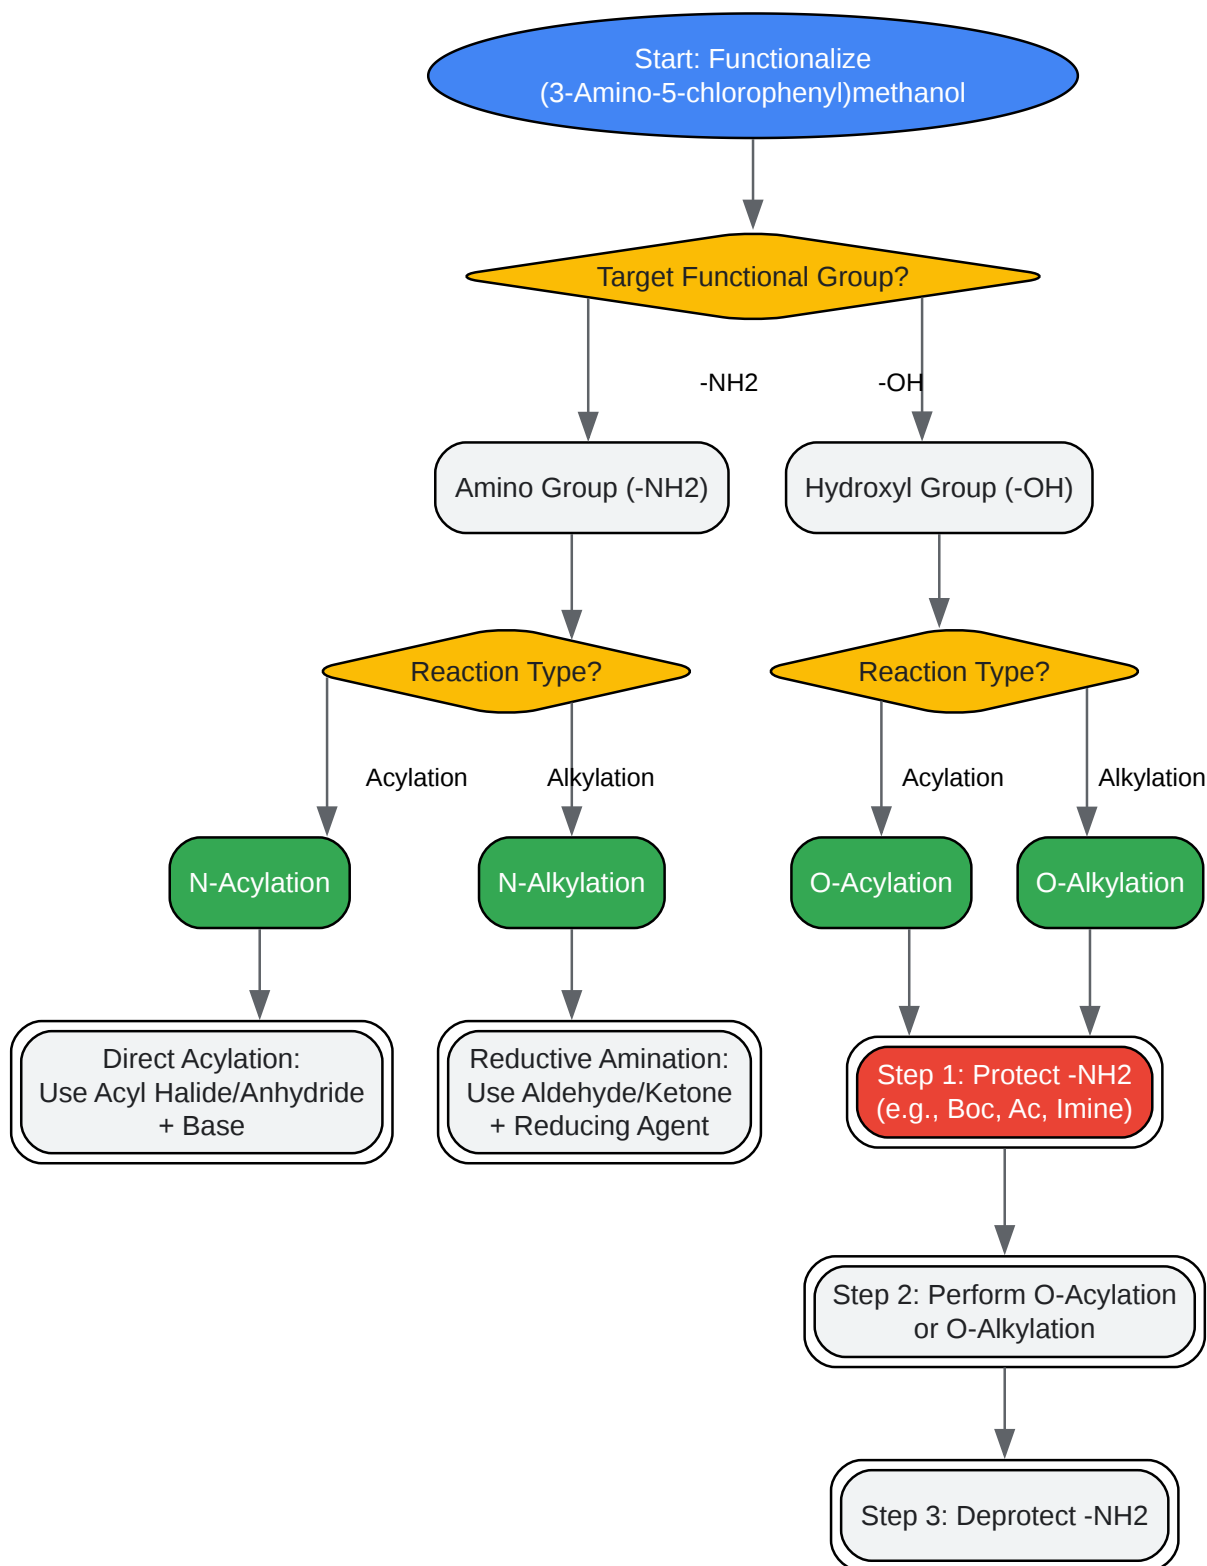 Start: Functionalize
(3-Amino-5-chlorophenyl)methanol
Target Functional Group?
-NH2
-OH
Amino Group (-NH2)
Hydroxyl Group (-OH)
Reaction Type?
Reaction Type?
Acylation
Alkylation
Acylation
Alkylation
N-Acylation
N-Alkylation
O-Acylation
O-Alkylation
Direct Acylation:
Use Acyl Halide/Anhydride
+ Base
Reductive Amination:
Use Aldehyde/Ketone
+ Reducing Agent
Step 1: Protect -NH2
(e.g., Boc, Ac, Imine)
Step 2: Perform O-Acylation
or O-Alkylation
Step 3: Deprotect -NH2